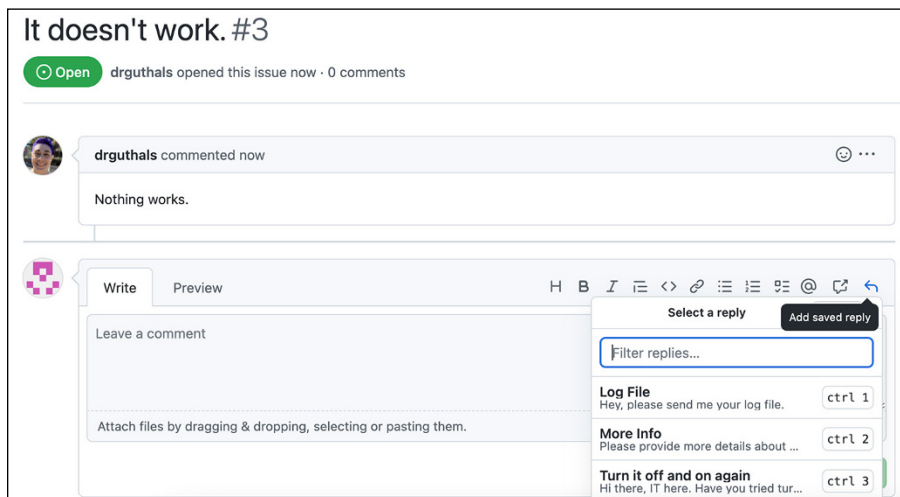 It doesn't work. #3
Open drguthals opened this issue now · 0 comments
drguthals commented now
Nothing works.
Write Preview
Select a reply
Add saved reply
Leave a comment
Filter replies...
Log File
Hey, please send me your log file.
ctrl 1
Attach files by dragging & dropping, selecting or pasting them.
More Info
Please provide more details about ...
ctrl 2
Turn it off and on again
Hi there, IT here. Have you tried tur...
ctrl 3